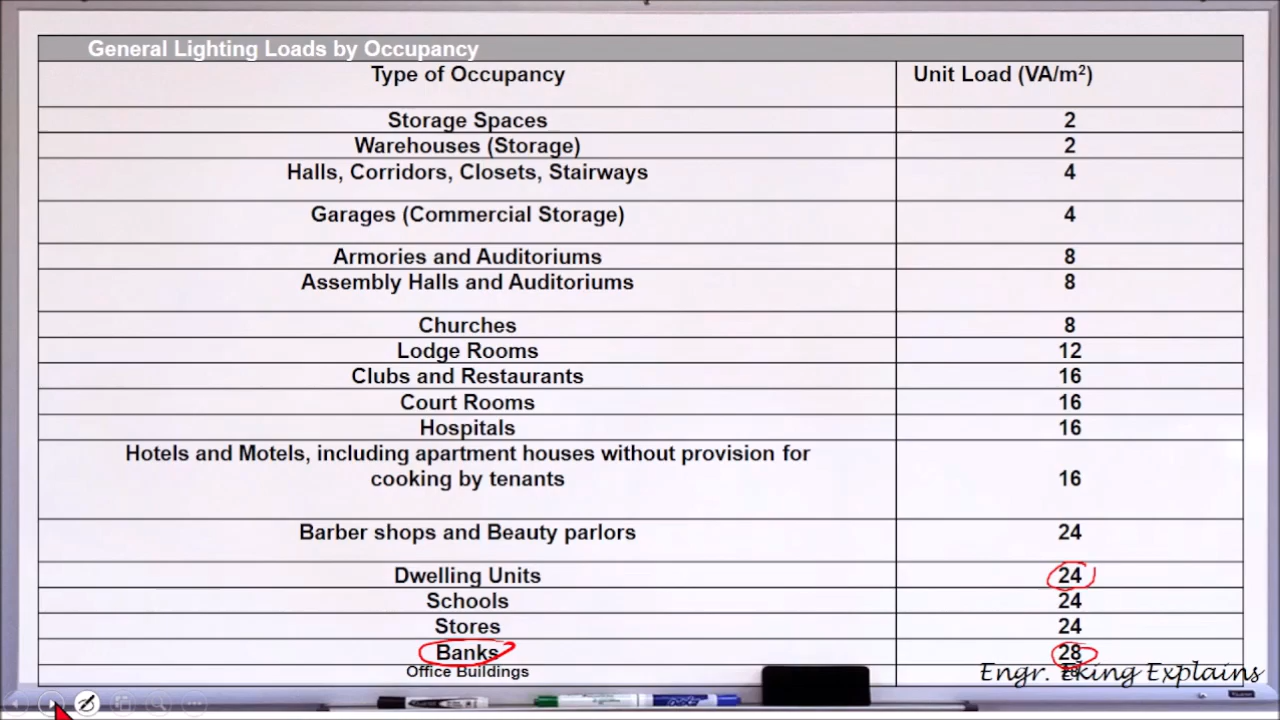 General Lighting Loads by Occupancy
Type of Occupancy Unit Load (VA/m²)
Storage Spaces 2
Warehouses (Storage) 2
Halls, Corridors, Closets, Stairways 4
Garages (Commercial Storage) 4
Armories and Auditoriums 8
Assembly Halls and Auditoriums 8
Churches 8
Lodge Rooms 12
Clubs and Restaurants 16
Court Rooms 16
Hospitals 16
Hotels and Motels, including apartment houses without provision for
cooking by tenants 16
Barber shops and Beauty parlors 24
Dwelling Units 24
Schools 24
Stores 24
Banks 28
Office Buildings
Engr. Eking Explains